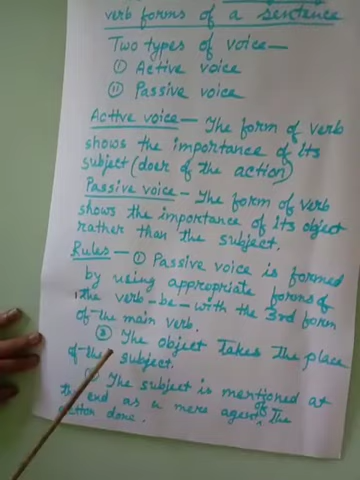 verb forms of a sentence
Two types of voice—
(i) Active voice
(ii) Passive voice
Active voice— The form of verb
shows the importance of its
subject (doer of the action)
Passive voice - The form of verb
shows the importance of its object
rather than the subject.
Rules - (1) Passive voice is formed
by using appropriate forms of
the verb -be- with the 3rd form
of the main verb.
(2) The object takes the place
of the subject.
The subject is mentioned at
the end as a mere agent of the
action done.